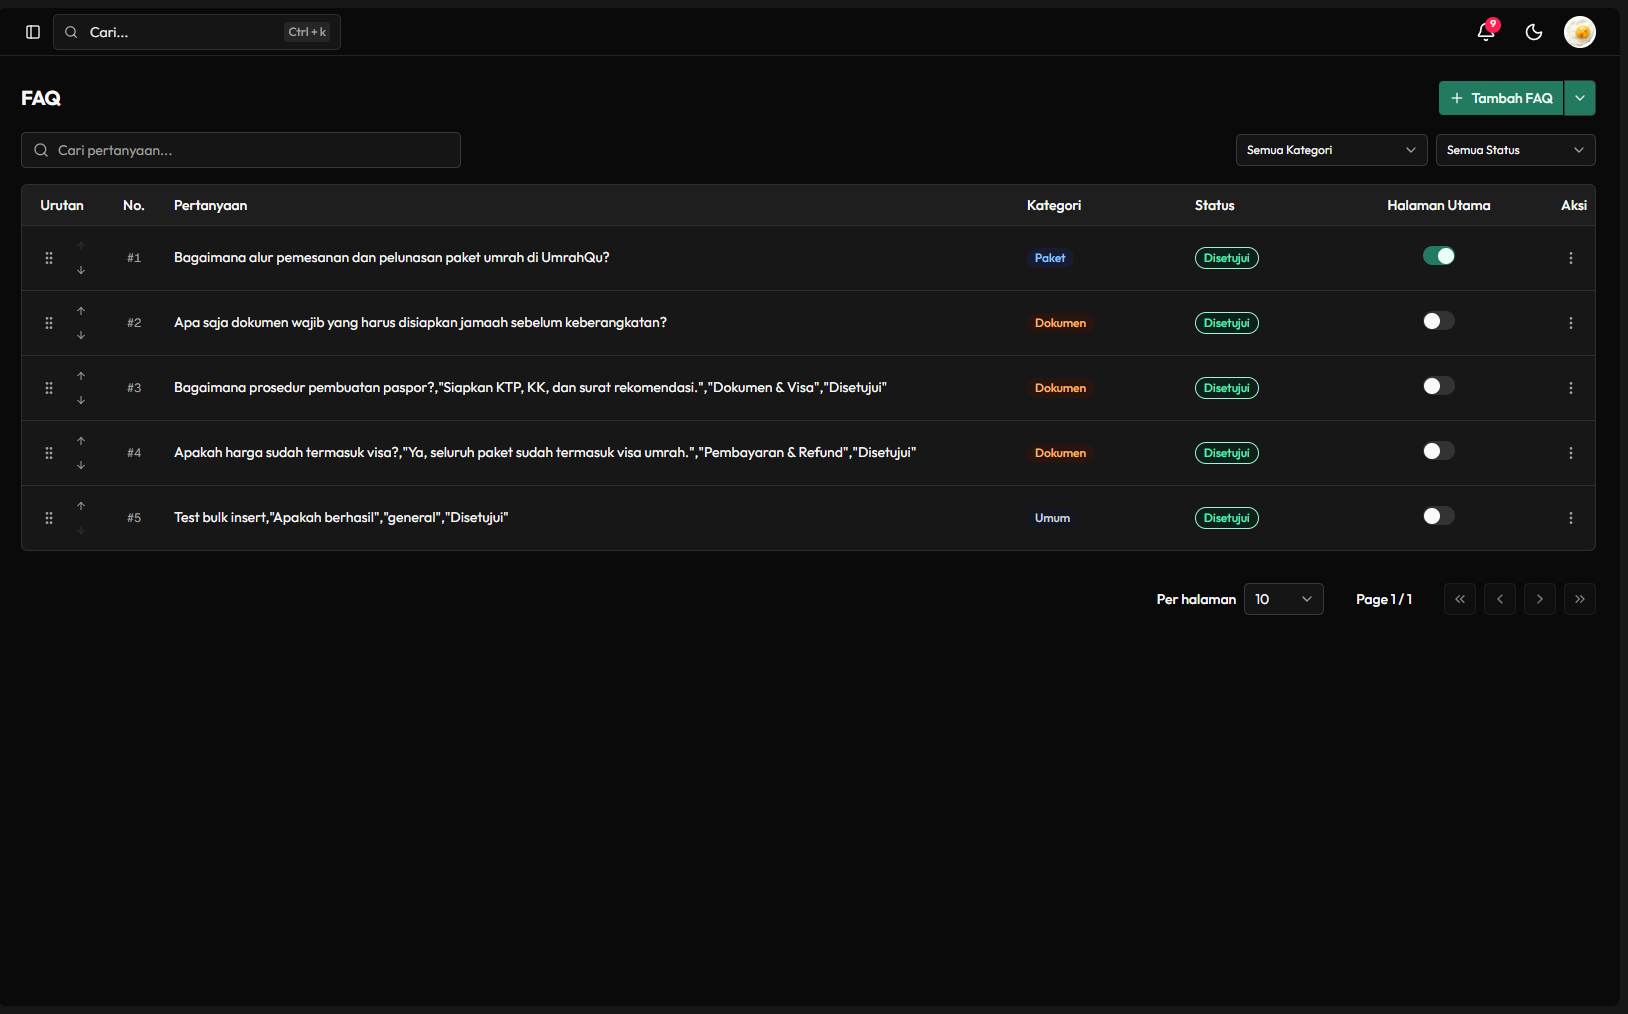 Cari... Ctrl + k 9
FAQ
+ Tambah FAQ
Cari pertanyaan...
Semua Kategori
Semua Status
Urutan No. Pertanyaan Kategori Status Halaman Utama Aksi
#1 Bagaimana alur pemesanan dan pelunasan paket umrah di UmrahQu? Paket Disetujui
#2 Apa saja dokumen wajib yang harus disiapkan jamaah sebelum keberangkatan? Dokumen Disetujui
#3 Bagaimana prosedur pembuatan paspor?,"Siapkan KTP, KK, dan surat rekomendasi.","Dokumen & Visa","Disetujui" Dokumen Disetujui
#4 Apakah harga sudah termasuk visa?,"Ya, seluruh paket sudah termasuk visa umrah.","Pembayaran & Refund","Disetujui" Dokumen Disetujui
#5 Test bulk insert,"Apakah berhasil","general","Disetujui" Umum Disetujui
Per halaman 10 Page 1 / 1